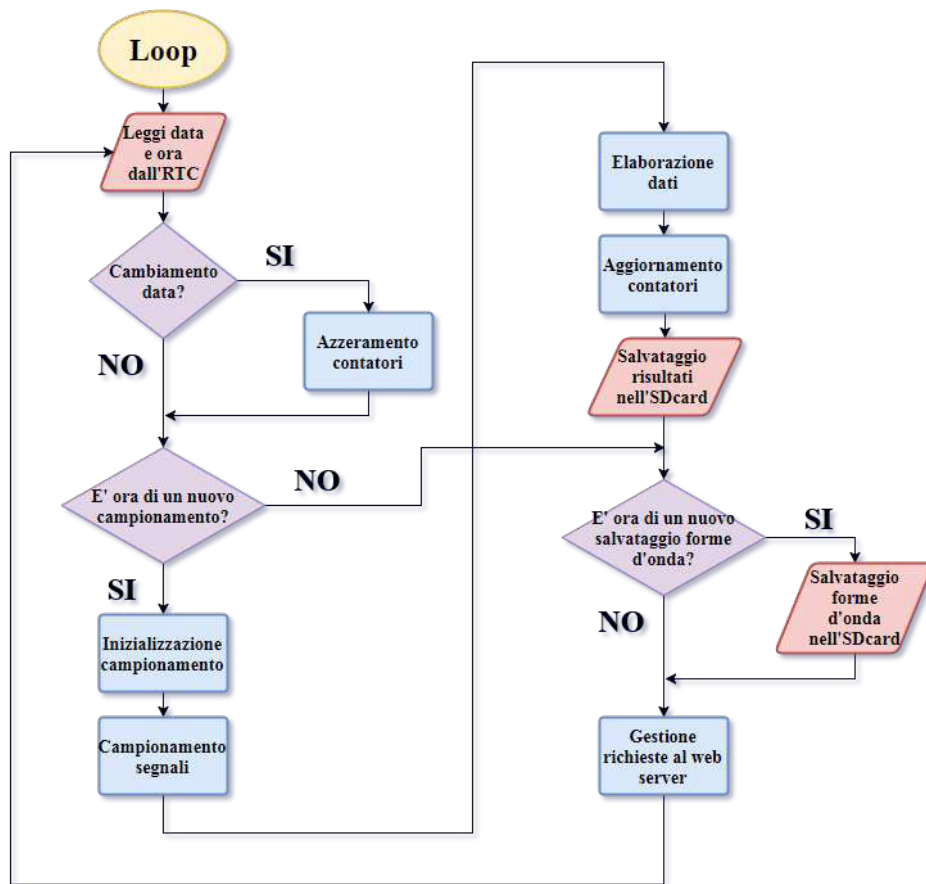 Loop
Leggi data
e ora
dall'RTC
Cambiamento
data?
SI
Azzeramento
contatori
NO
E' ora di un nuovo
campionamento?
NO
SI
Inizializzazione
campionamento
Campionamento
segnali
Elaborazione
dati
Aggiornamento
contatori
Salvataggio
risultati
nell'SDcard
E' ora di un nuovo
salvataggio forme
d'onda?
SI
Salvataggio
forme
d'onda
nell'SDcard
NO
Gestione
richieste al web
server